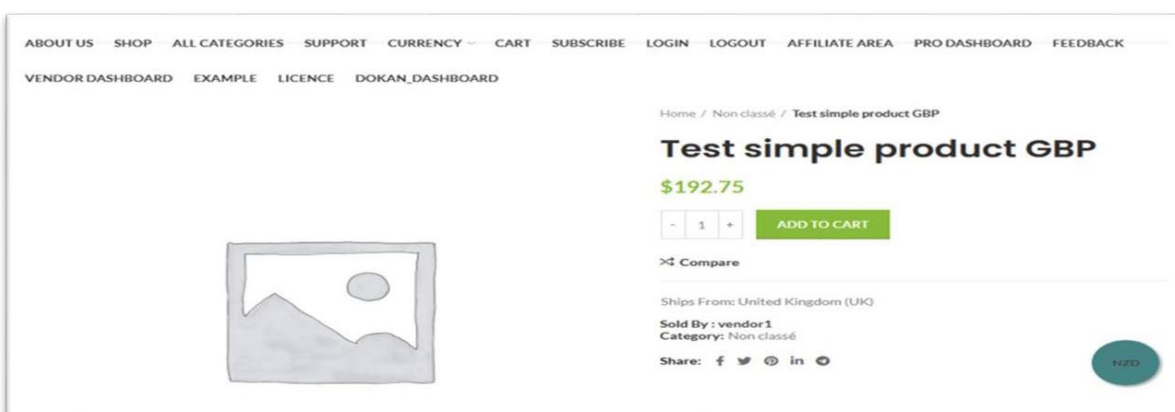 ABOUT US SHOP ALL CATEGORIES SUPPORT CURRENCY CART SUBSCRIBE LOGIN LOGOUT AFFILIATE AREA PRO DASHBOARD FEEDBACK
VENDOR DASHBOARD EXAMPLE LICENCE DOKAN_DASHBOARD
Home / Non classé / Test simple product GBP
Test simple product GBP
$192.75
- 1 + ADD TO CART
Compare
Ships From: United Kingdom (UK)
Sold By : vendor1
Category: Non classé
Share:
NZD